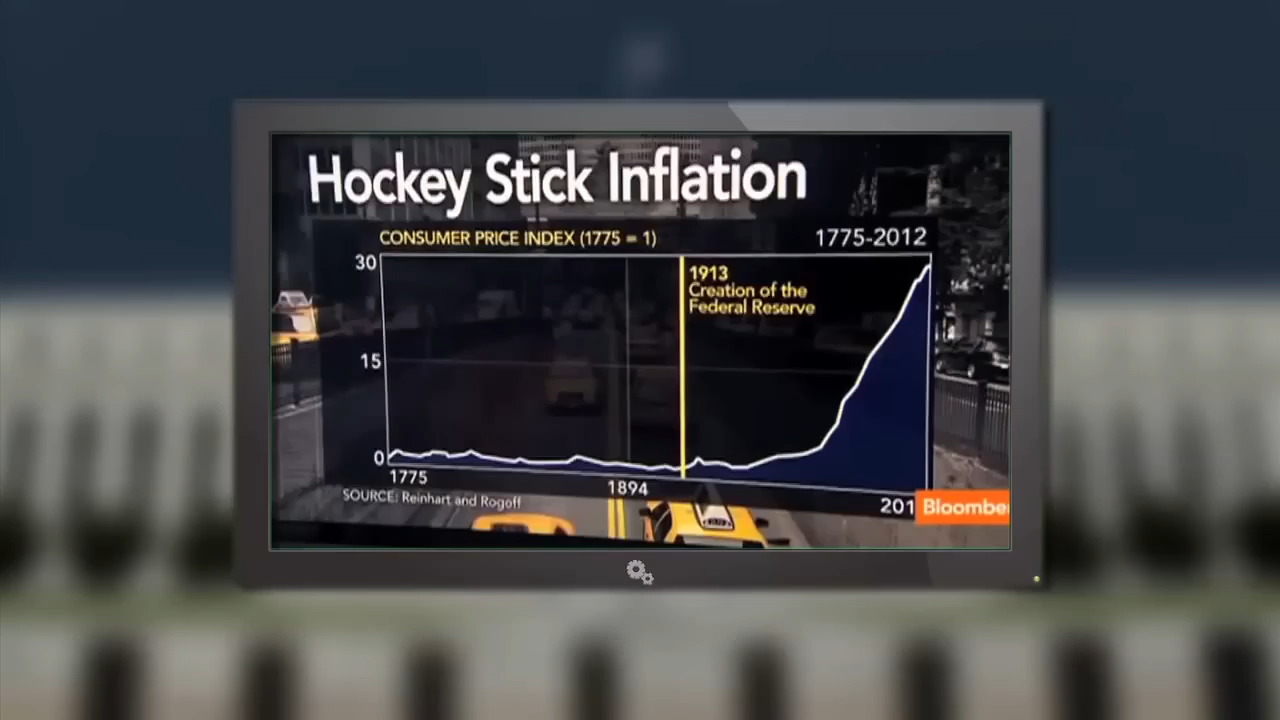 Hockey Stick Inflation
CONSUMER PRICE INDEX (1775 = 1)
1775-2012
30
1913
Creation of the
Federal Reserve
15
0
1775
1894
201
SOURCE: Reinhart and Rogoff
Bloombe